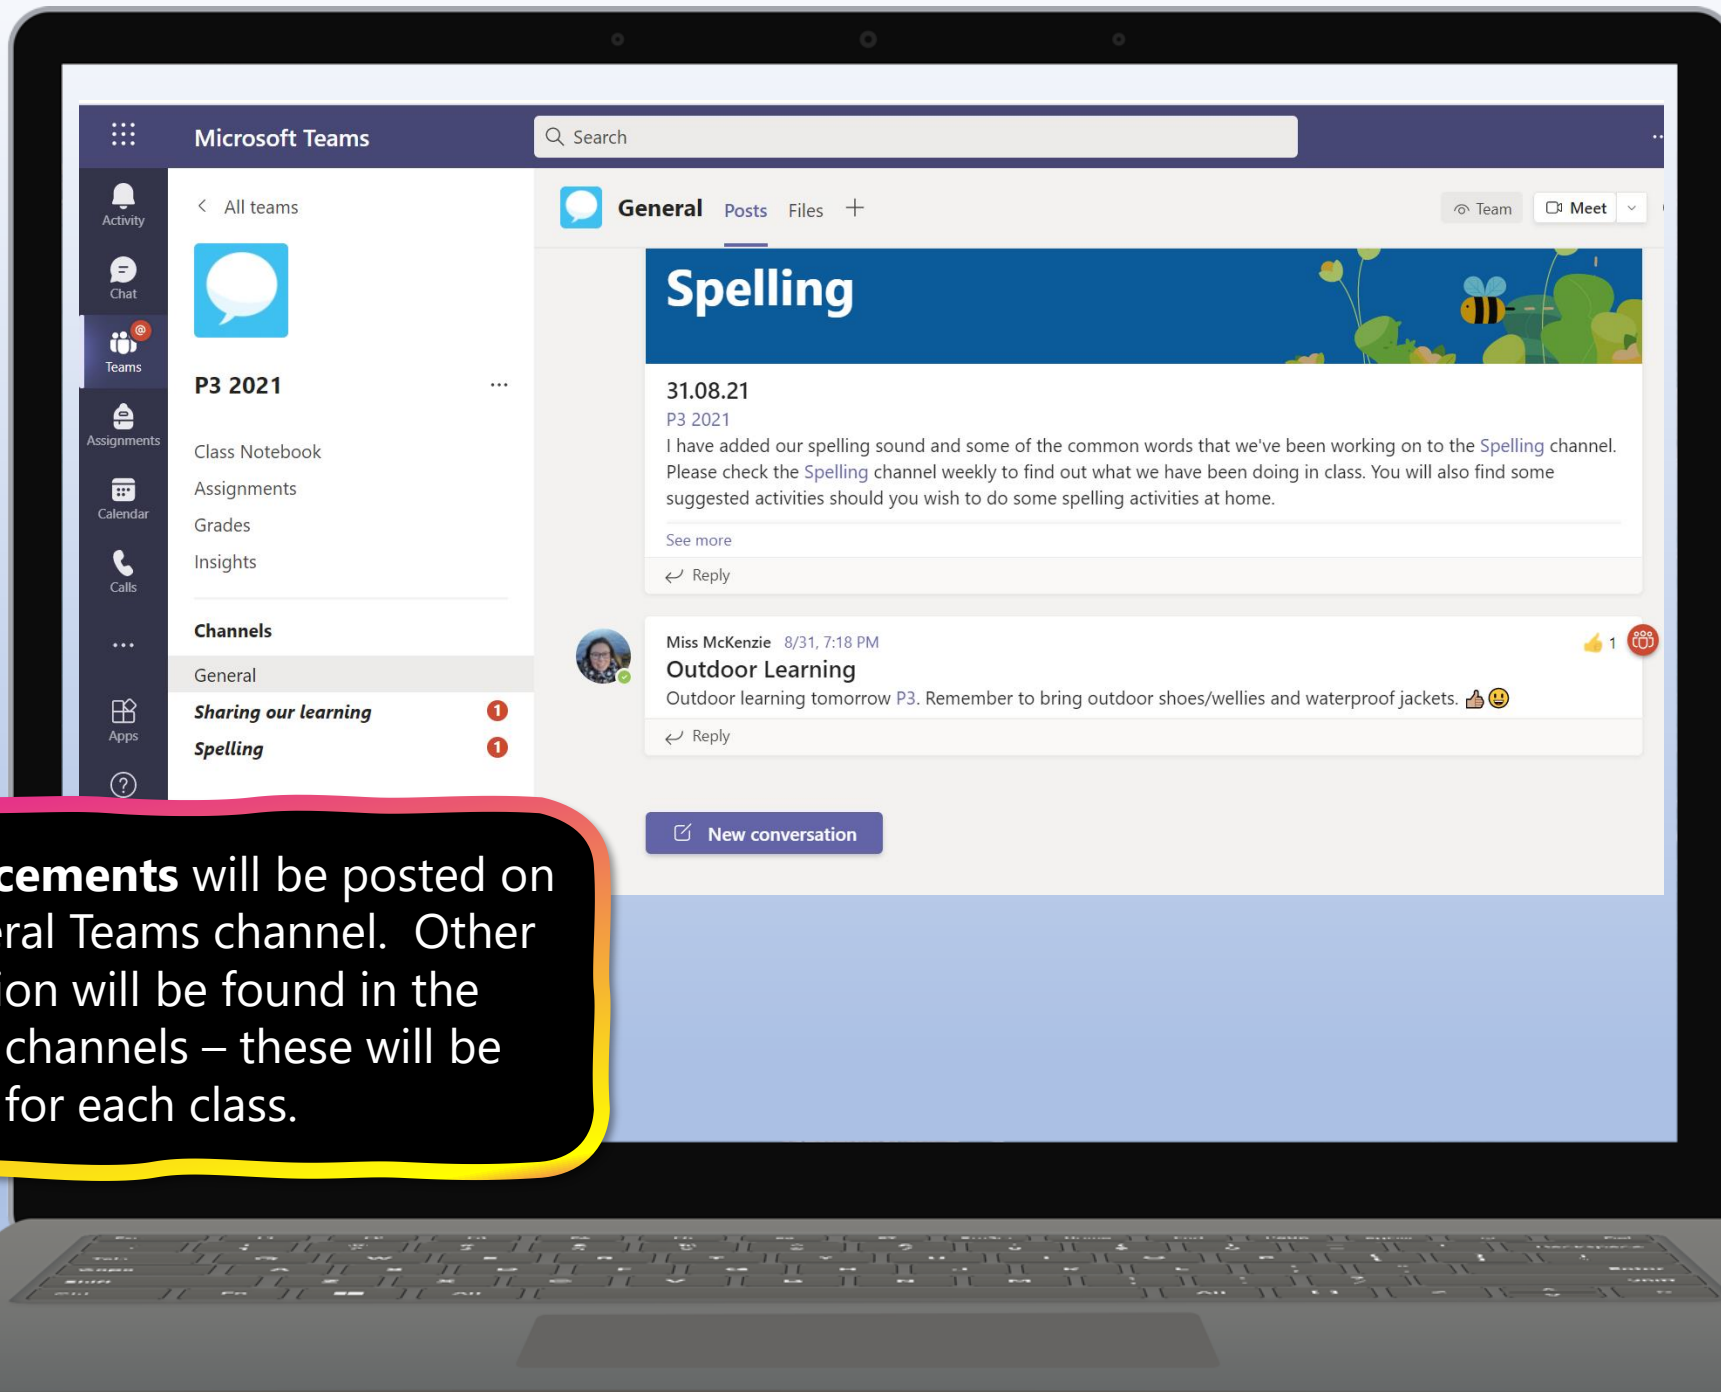 Microsoft Teams
Search
Activity
Chat
Teams
Assignments
Calendar
Calls
Apps
All teams
P3 2021
Class Notebook
Assignments
Grades
Insights
Channels
General
Sharing our learning 1
Spelling 1
General Posts Files
Team
Meet
Spelling
31.08.21
P3 2021
I have added our spelling sound and some of the common words that we've been working on to the Spelling channel.
Please check the Spelling channel weekly to find out what we have been doing in class. You will also find some
suggested activities should you wish to do some spelling activities at home.
See more
Reply
Miss McKenzie 8/31, 7:18 PM
1
Outdoor Learning
Outdoor learning tomorrow P3. Remember to bring outdoor shoes/wellies and waterproof jackets. 👍😃
Reply
New conversation
cements will be posted on
eral Teams channel. Other
ion will be found in the
channels – these will be
for each class.